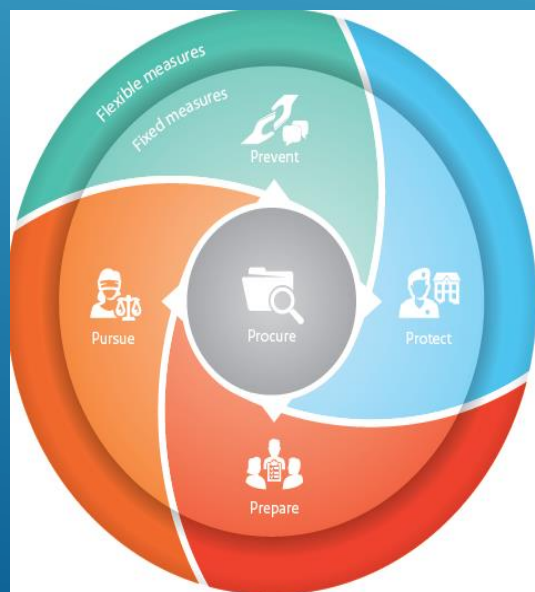 Flexible measures
Fixed measures
Prevent
Pursue
Procure
Protect
Prepare